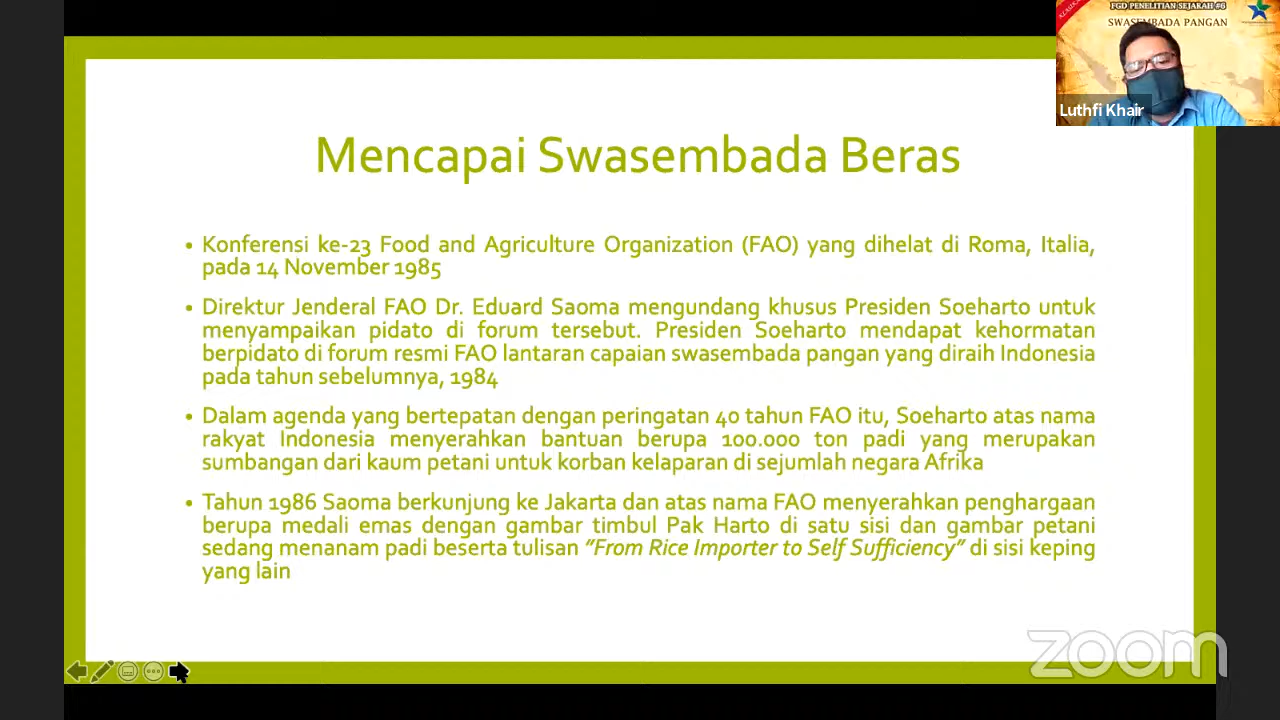 FGD PENELITIAN SEJARAH #6
SWASEMBADA PANGAN
Luthfi Khair
Mencapai Swasembada Beras
• Konferensi ke-23 Food and Agriculture Organization (FAO) yang dihelat di Roma, Italia,
pada 14 November 1985
• Direktur Jenderal FAO Dr. Eduard Saoma mengundang khusus Presiden Soeharto untuk
menyampaikan pidato di forum tersebut. Presiden Soeharto mendapat kehormatan
berpidato di forum resmi FAO lantaran capaian swasembada pangan yang diraih Indonesia
pada tahun sebelumnya, 1984
• Dalam agenda yang bertepatan dengan peringatan 40 tahun FAO itu, Soeharto atas nama
rakyat Indonesia menyerahkan bantuan berupa 100.000 ton padi yang merupakan
sumbangan dari kaum petani untuk korban kelaparan di sejumlah negara Afrika
• Tahun 1986 Saoma berkunjung ke Jakarta dan atas nama FAO menyerahkan penghargaan
berupa medali emas dengan gambar timbul Pak Harto di satu sisi dan gambar petani
sedang menanam padi beserta tulisan "From Rice Importer to Self Sufficiency" di sisi keping
yang lain
zoom